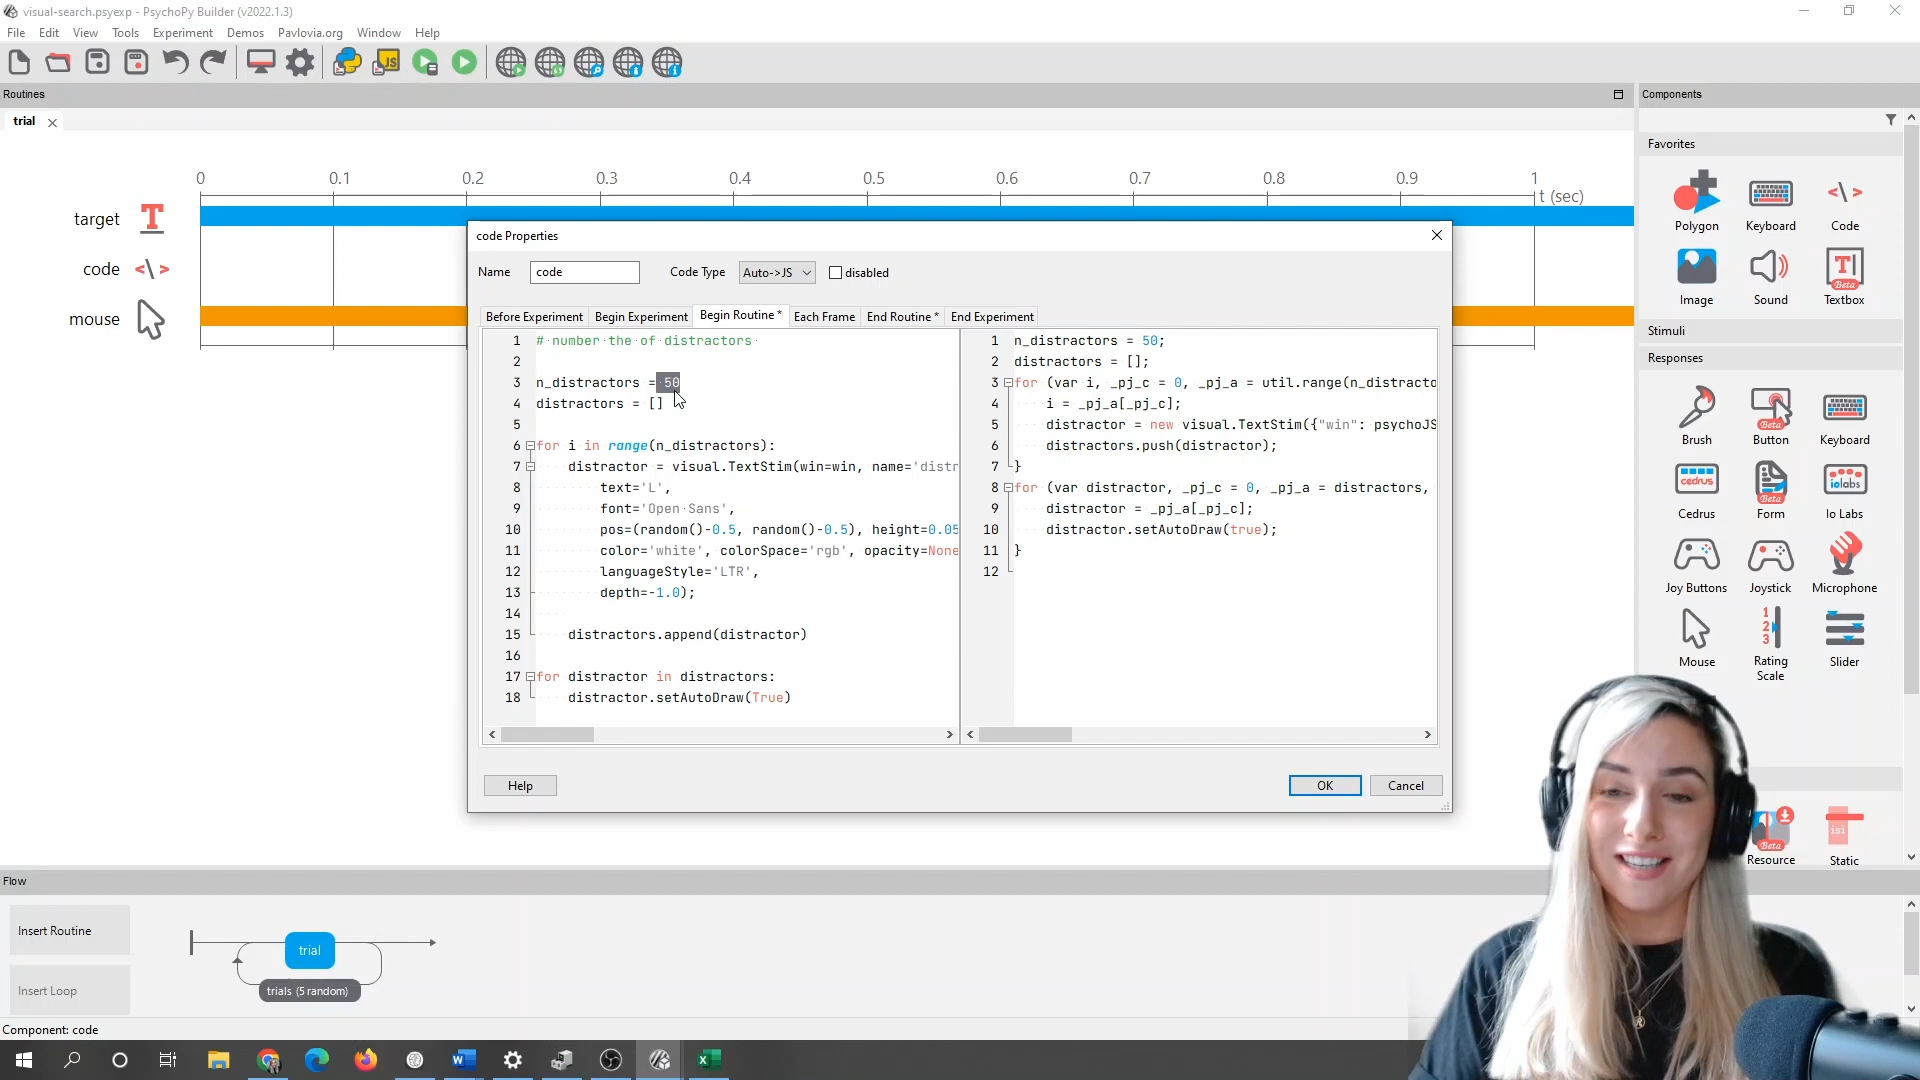 visual-search.psyexp - PsychoPy Builder (v2022.1.3)
File Edit View Tools Experiment Demos Pavlovia.org Window Help
JS
Routines
Components
trial
Favorites
0 0.1 0.2 0.3 0.4 0.5 0.6 0.7 0.8 0.9 1
t (sec)
target
code
mouse
Polygon Keyboard Code
Beta
Image Sound Textbox
Stimuli
Responses
Beta
Brush Button Keyboard
cedrus iolabs
Beta
Cedrus Form Io Labs
Joy Buttons Joystick Microphone
1
2
3
Mouse Rating Scale Slider
Beta
isi
Resource Static
code Properties
Name code Code Type Auto->JS disabled
Before Experiment Begin Experiment Begin Routine * Each Frame End Routine * End Experiment
1 # number the of distractors
2
3 n_distractors = 50
4 distractors = []
5
6 for i in range(n_distractors):
7 distractor = visual.TextStim(win=win, name='distr
8 text='L',
9 font='Open Sans',
10 pos=(random()-0.5, random()-0.5), height=0.05
11 color='white', colorSpace='rgb', opacity=None
12 languageStyle='LTR',
13 depth=-1.0);
14
15 distractors.append(distractor)
16
17 for distractor in distractors:
18 distractor.setAutoDraw(True)
1 n_distractors = 50;
2 distractors = [];
3 for (var i, _pj_c = 0, _pj_a = util.range(n_distracto
4 i = _pj_a[_pj_c];
5 distractor = new visual.TextStim({"win": psychoJS
6 distractors.push(distractor);
7 }
8 for (var distractor, _pj_c = 0, _pj_a = distractors,
9 distractor = _pj_a[_pj_c];
10 distractor.setAutoDraw(true);
11 }
12
Help OK Cancel
Flow
Insert Routine
Insert Loop
trial
trials (5 random)
Component: code